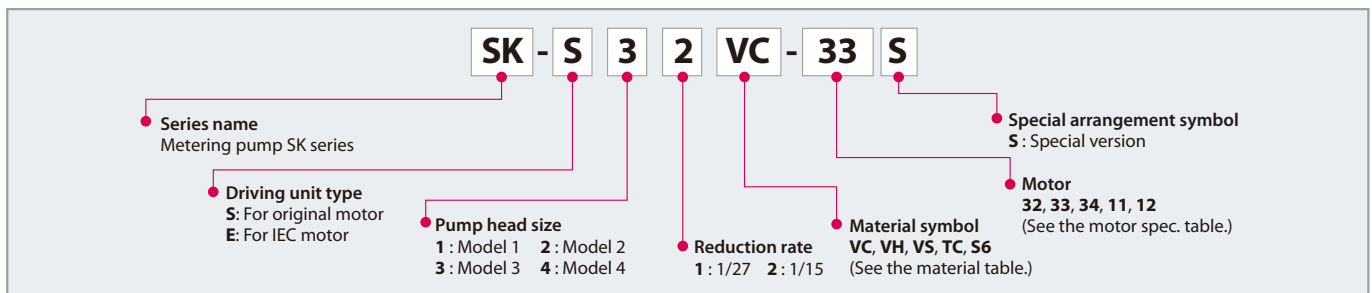 SK - S 3 2 VC - 33 S
Series name
Metering pump SK series
Driving unit type
S: For original motor
E: For IEC motor
Pump head size
1 : Model 1 2 : Model 2
3 : Model 3 4 : Model 4
Reduction rate
1 : 1/27 2 : 1/15
Material symbol
VC, VH, VS, TC, S6
(See the material table.)
Motor
32, 33, 34, 11, 12
(See the motor spec. table.)
Special arrangement symbol
S : Special version